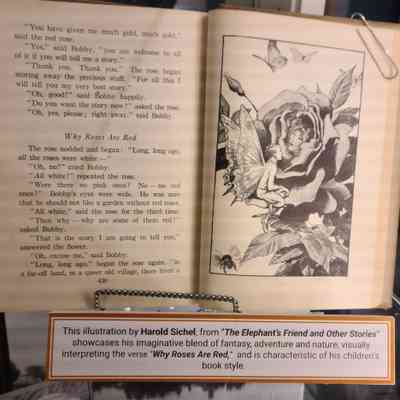 "You have given me much gold, much gold,"
said the red rose.
"Yes," said Bobby, "you are welcome to all
of it if you will tell me a story."
"Thank you. Thank you." The rose began
storing away the precious stuff. "For all this I
will tell you my very best story."
"Oh, good!" said Bobby happily.
"Do you want the story now?" asked the rose.
"Oh, yes, please; right away," said Bobby.
Why Roses Are Red
The rose nodded and began: "Long, long ago,
all the roses were white—"
"Oh, no!" cried Bobby.
"All white!" repeated the rose.
"Were there no pink ones? No—no red
ones?" Bobby's eyes were wide. He was sure
that he should not like a garden without red roses.
"All white," said the rose for the third time.
"Then why—why are some of them red?"
asked Bobby.
"That is the story I am going to tell you,"
answered the flower.
"Oh, excuse me," said Bobby.
"Long, long ago," began the rose again, "in
a far-off land, in a queer old village, there lived a
This illustration by Harold Sichel, from "The Elephant's Friend and Other Stories"
showcases his imaginative blend of fantasy, adventure and nature, visually
interpreting the verse "Why Roses Are Red," and is characteristic of his children's
book style.